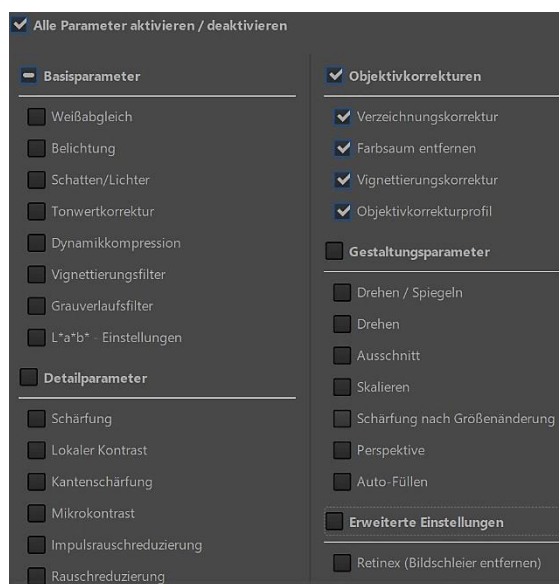 Alle Parameter aktivieren / deaktivieren
Basisparameter
Weißabgleich
Belichtung
Schatten/Lichter
Tonwertkorrektur
Dynamikkompression
Vignettierungsfilter
Grauverlaufsfilter
L*a*b* - Einstellungen
Detailparameter
Schärfung
Lokaler Kontrast
Kantenschärfung
Mikrokontrast
Impulsrauschreduzierung
Rauschreduzierung
Objektivkorrekturen
Verzeichnungskorrektur
Farbsaum entfernen
Vignettierungskorrektur
Objektivkorrekturprofil
Gestaltungsparameter
Drehen / Spiegeln
Drehen
Ausschnitt
Skalieren
Schärfung nach Größenänderung
Perspektive
Auto-Füllen
Erweiterte Einstellungen
Retinex (Bildschleier entfernen)